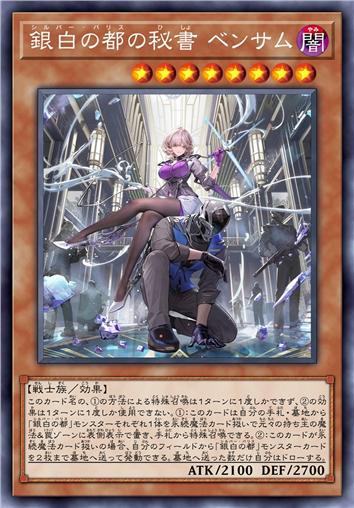 シルバー・パリス ひしょ
銀白の都の秘書 ベンサム
やみ
闇
【戦士族／効果】
このカード名の、①の方法による特殊召喚は1ターンに1度しかできず、②の効
果は1ターンに1度しか使用できない。①:このカードは自分の手札・墓地から
「銀白の都」モンスターそれぞれ1体を永続魔法カード扱いで元々の持ち主の魔
法&罠ゾーンに表側表示で置き、手札から特殊召喚できる。②:このカードが永
続魔法カード扱いの場合、自分のフィールドから「銀白の都」モンスターカード
を2枚まで墓地へ送って発動できる。墓地へ送った数だけ自分はドローする。
ATK/2100 DEF/2700